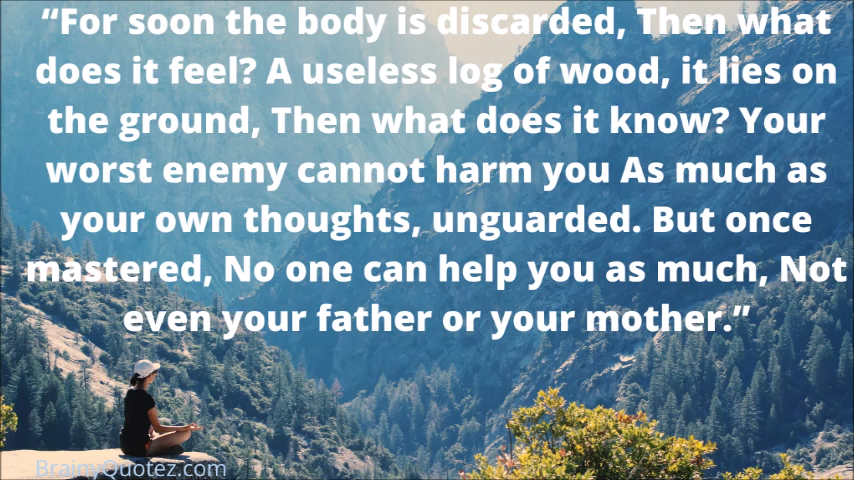 “For soon the body is discarded, Then what
does it feel? A useless log of wood, it lies on
the ground, Then what does it know? Your
worst enemy cannot harm you As much as
your own thoughts, unguarded. But once
mastered, No one can help you as much, Not
even your father or your mother.”
BrainyQuotez.com